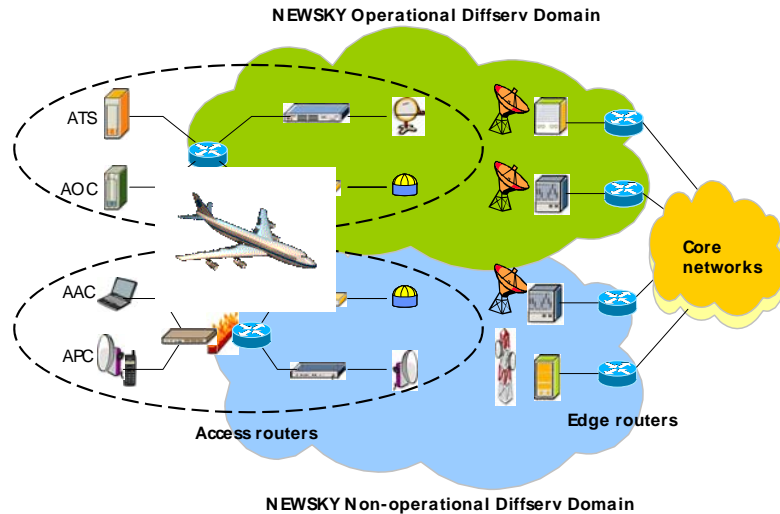 NEWSKY Operational Diffserv Domain
ATS
AOC
AAC
APC
Core
networks
Access routers
Edge routers
NEWSKY Non-operational Diffserv Domain